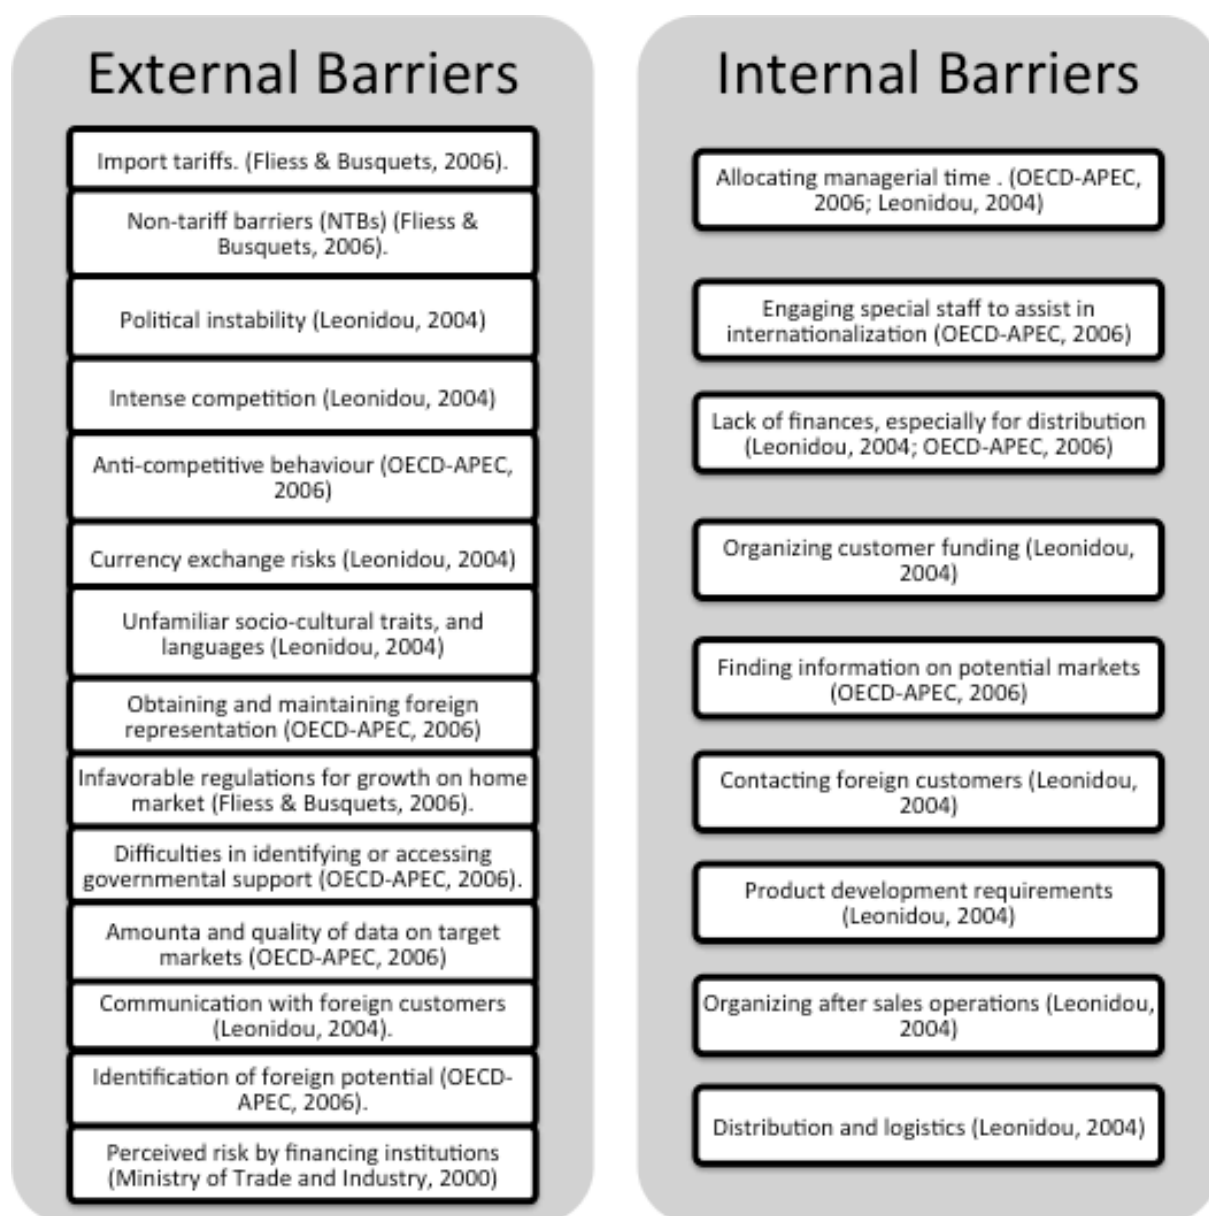 External Barriers
Import tariffs. (Fliess & Busquets, 2006).
Non-tariff barriers (NTBs) (Fliess &
Busquets, 2006).
Political instability (Leonidou, 2004)
Intense competition (Leonidou, 2004)
Anti-competitive behaviour (OECD-APEC,
2006)
Currency exchange risks (Leonidou, 2004)
Unfamiliar socio-cultural traits, and
languages (Leonidou, 2004)
Obtaining and maintaining foreign
representation (OECD-APEC, 2006)
Infavorable regulations for growth on home
market (Fliess & Busquets, 2006).
Difficulties in identifying or accessing
governmental support (OECD-APEC, 2006).
Amounta and quality of data on target
markets (OECD-APEC, 2006)
Communication with foreign customers
(Leonidou, 2004).
Identification of foreign potential (OECD-
APEC, 2006).
Perceived risk by financing institutions
(Ministry of Trade and Industry, 2000)
Internal Barriers
Allocating managerial time . (OECD-APEC,
2006; Leonidou, 2004)
Engaging special staff to assist in
internationalization (OECD-APEC, 2006)
Lack of finances, especially for distribution
(Leonidou, 2004; OECD-APEC, 2006)
Organizing customer funding (Leonidou,
2004)
Finding information on potential markets
(OECD-APEC, 2006)
Contacting foreign customers (Leonidou,
2004)
Product development requirements
(Leonidou, 2004)
Organizing after sales operations (Leonidou,
2004)
Distribution and logistics (Leonidou, 2004)